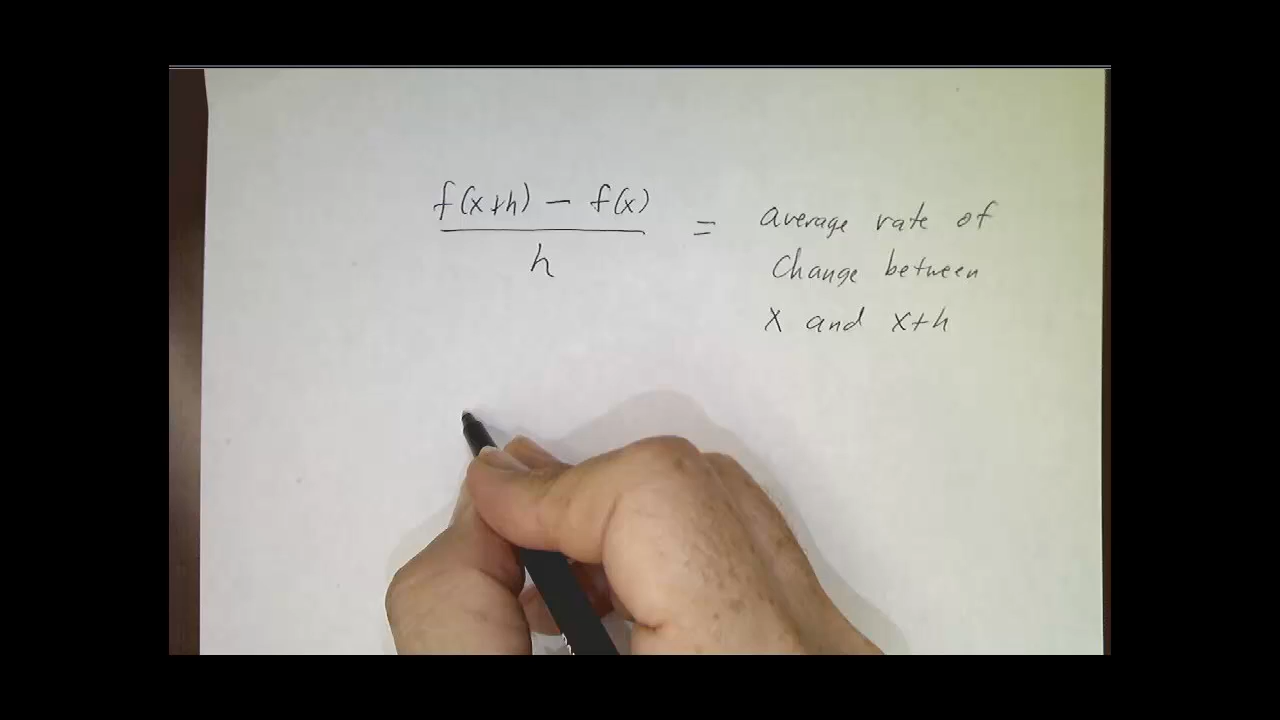 f(x+h) - f(x)
h
=
average rate of
change between
x and x+h